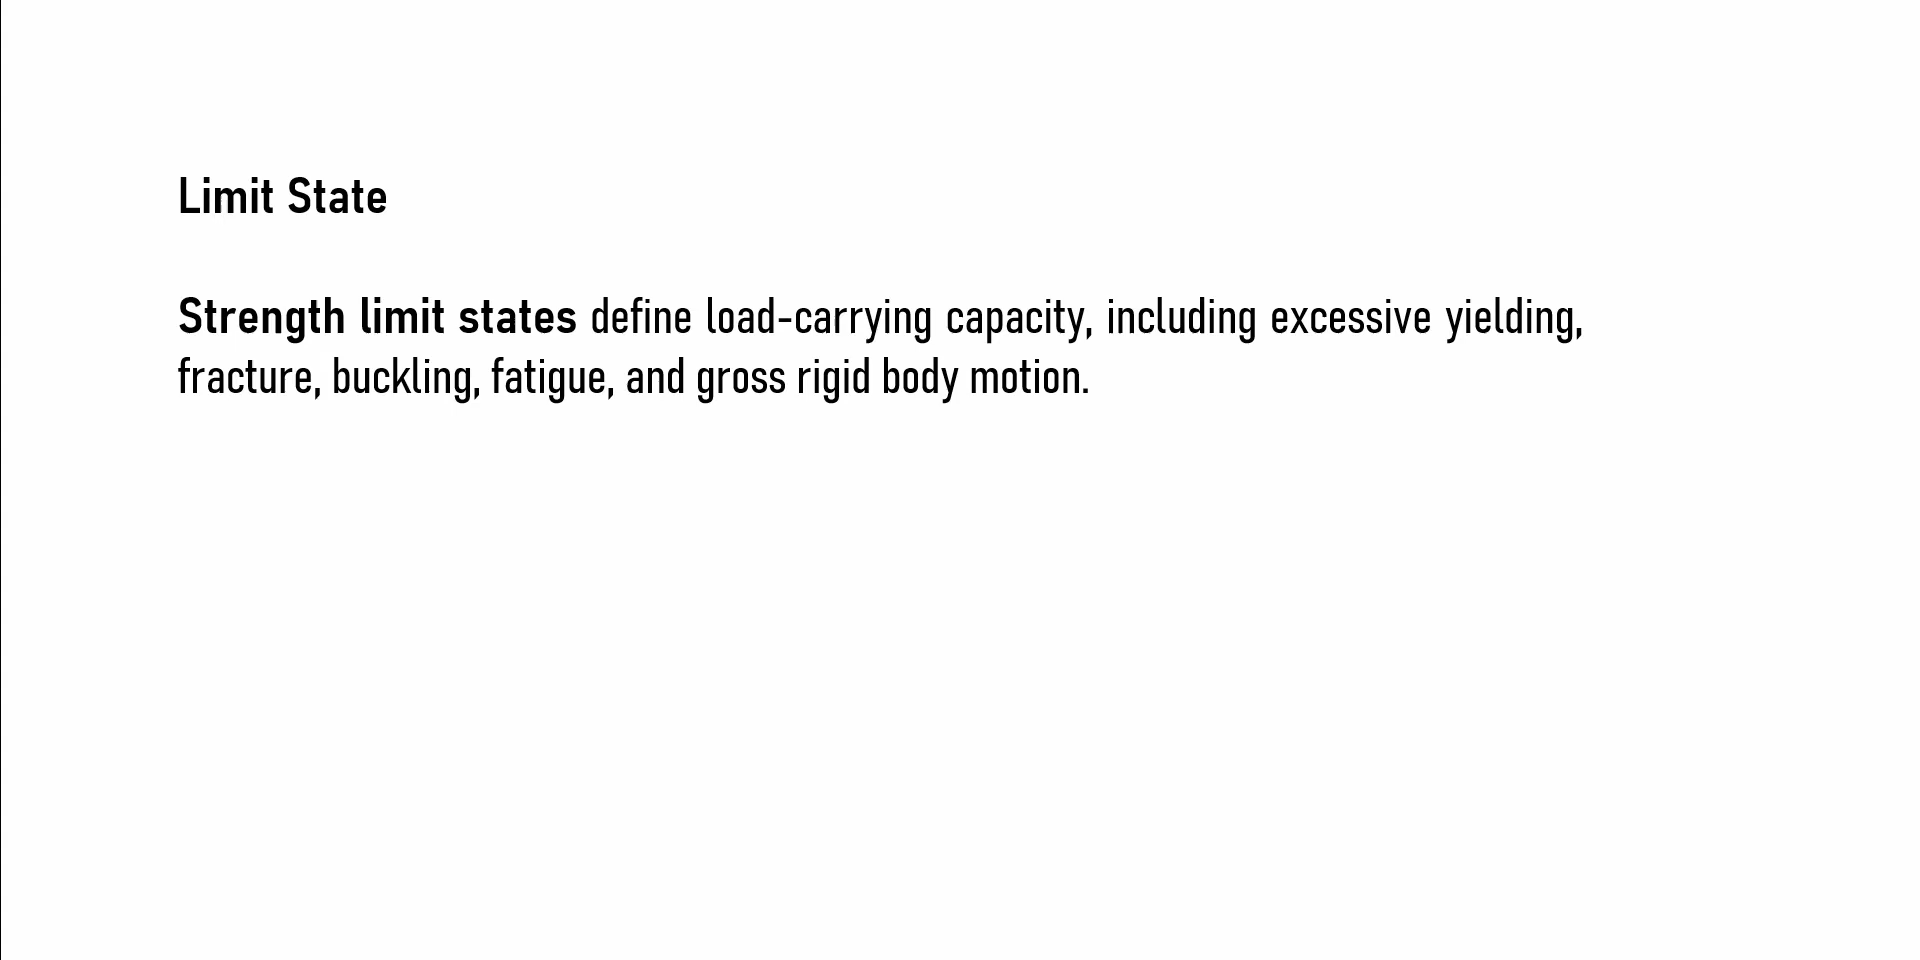 Limit State
Strength limit states define load-carrying capacity, including excessive yielding,
fracture, buckling, fatigue, and gross rigid body motion.